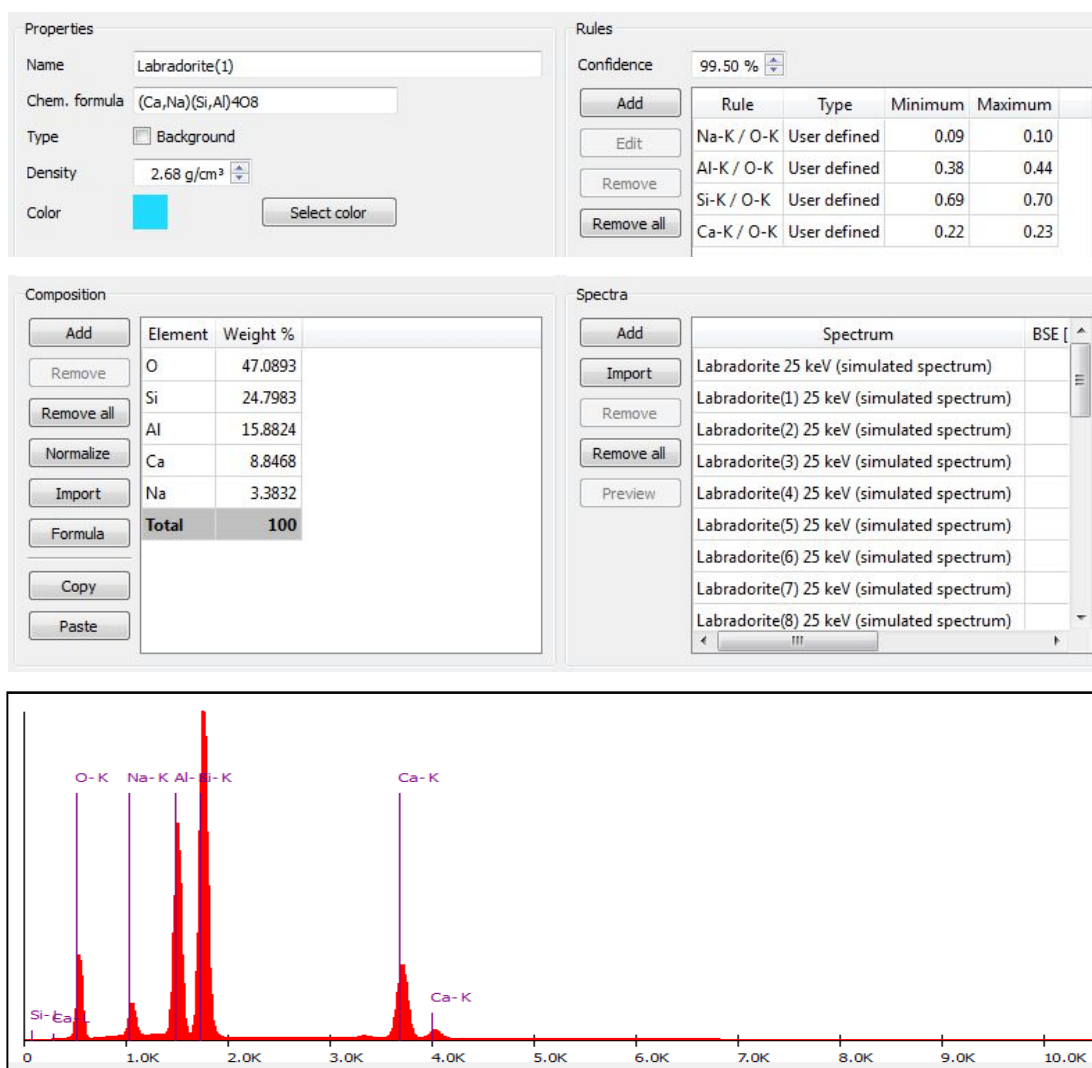 Properties
Name Labradorite(1)
Chem. formula (Ca,Na)(Si,Al)4O8
Type Background
Density 2.68 g/cm³
Color Select color
Rules
Confidence 99.50 %
Add
Edit
Remove
Remove all
Rule Type Minimum Maximum
Na-K / O-K User defined 0.09 0.10
Al-K / O-K User defined 0.38 0.44
Si-K / O-K User defined 0.69 0.70
Ca-K / O-K User defined 0.22 0.23
Composition
Add
Remove
Remove all
Normalize
Import
Formula
Copy
Paste
Element Weight %
O 47.0893
Si 24.7983
Al 15.8824
Ca 8.8468
Na 3.3832
Total 100
Spectra
Add
Import
Remove
Remove all
Preview
Spectrum BSE [
Labradorite 25 keV (simulated spectrum)
Labradorite(1) 25 keV (simulated spectrum)
Labradorite(2) 25 keV (simulated spectrum)
Labradorite(3) 25 keV (simulated spectrum)
Labradorite(4) 25 keV (simulated spectrum)
Labradorite(5) 25 keV (simulated spectrum)
Labradorite(6) 25 keV (simulated spectrum)
Labradorite(7) 25 keV (simulated spectrum)
Labradorite(8) 25 keV (simulated spectrum)
O-K Na-K Al-K Si-K Ca-K
Ca-K
Si-L Ca-L
0 1.0K 2.0K 3.0K 4.0K 5.0K 6.0K 7.0K 8.0K 9.0K 10.0K